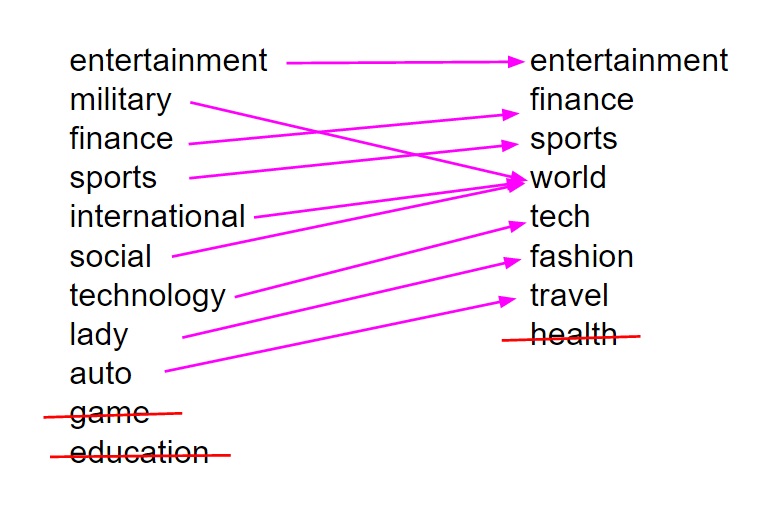 entertainment
military
finance
sports
international
social
technology
lady
auto
game
education
entertainment
finance
sports
world
tech
fashion
travel
health